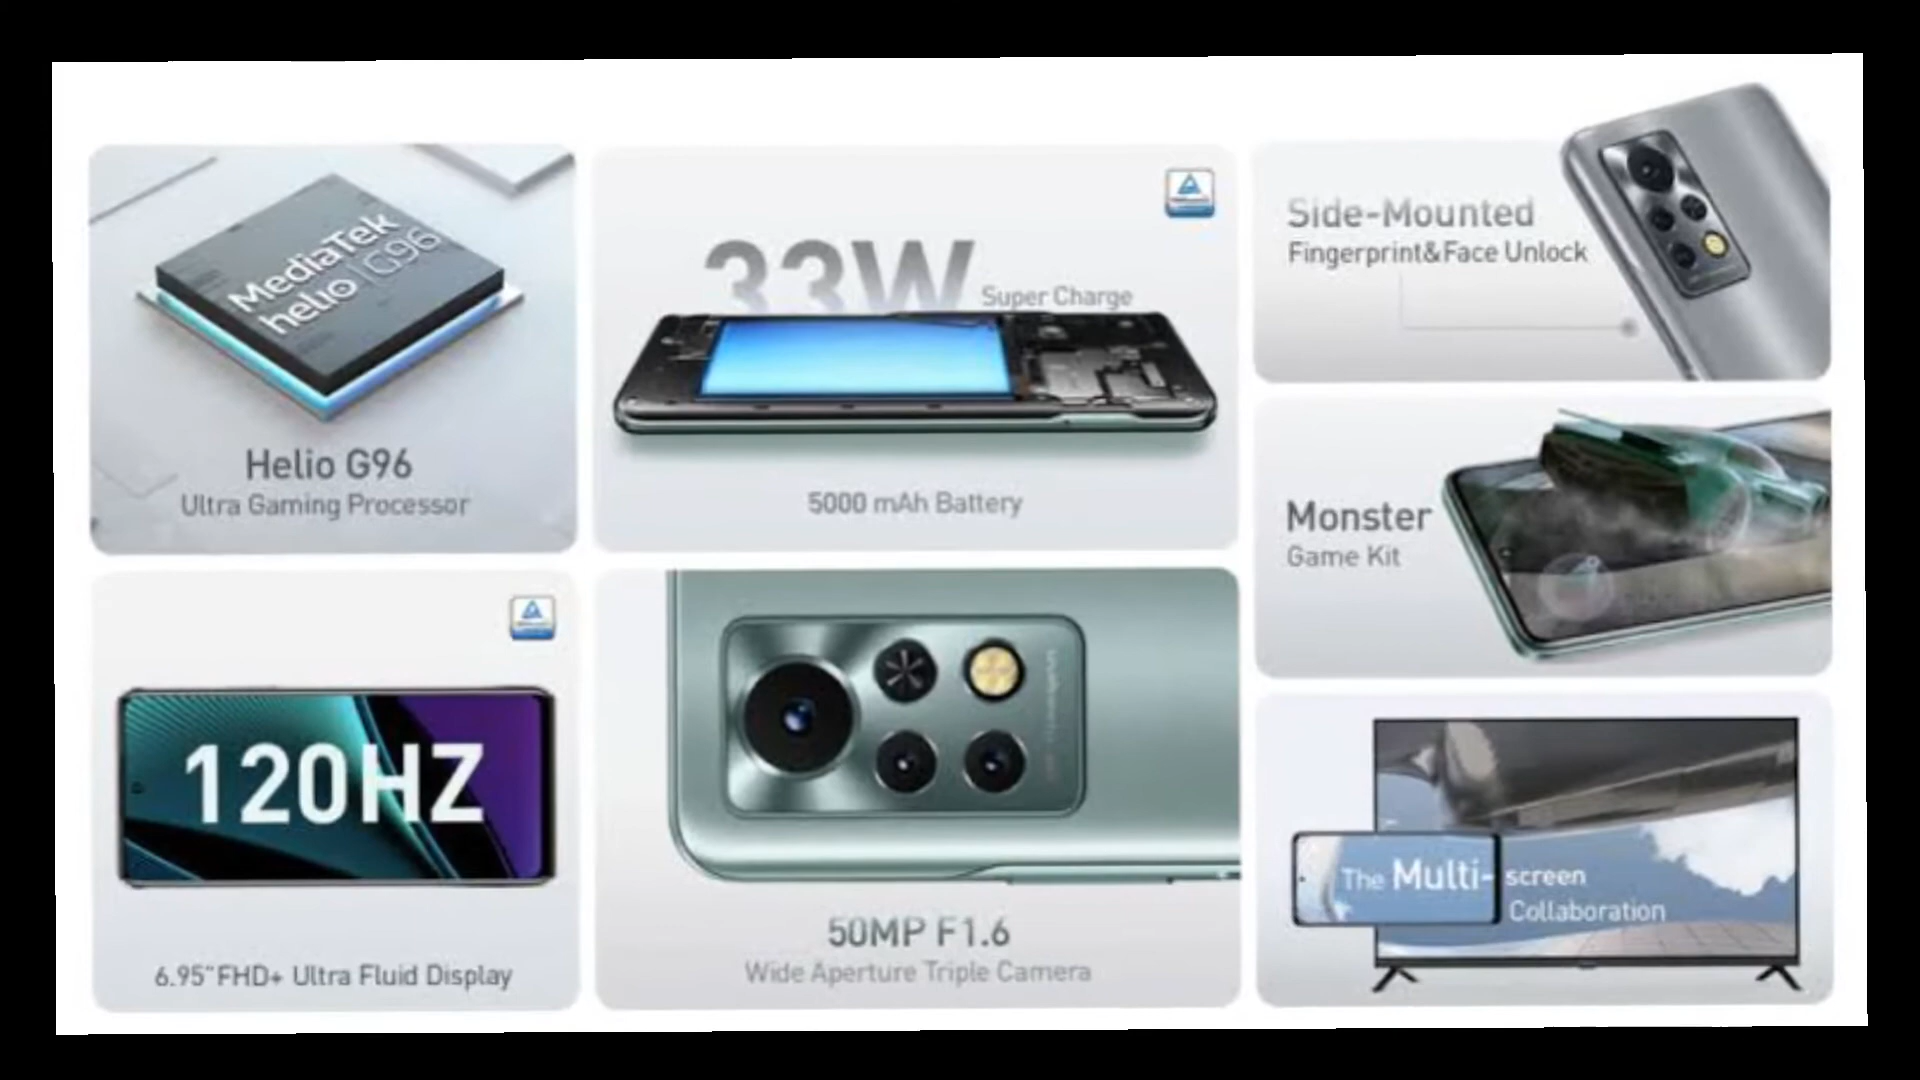 MediaTek
helio G96
Helio G96
Ultra Gaming Processor
33W
Super Charge
5000 mAh Battery
Side-Mounted
Fingerprint&Face Unlock
Monster
Game Kit
120HZ
6.95"FHD+ Ultra Fluid Display
50MP F1.6
Wide Aperture Triple Camera
The Multi-screen
Collaboration